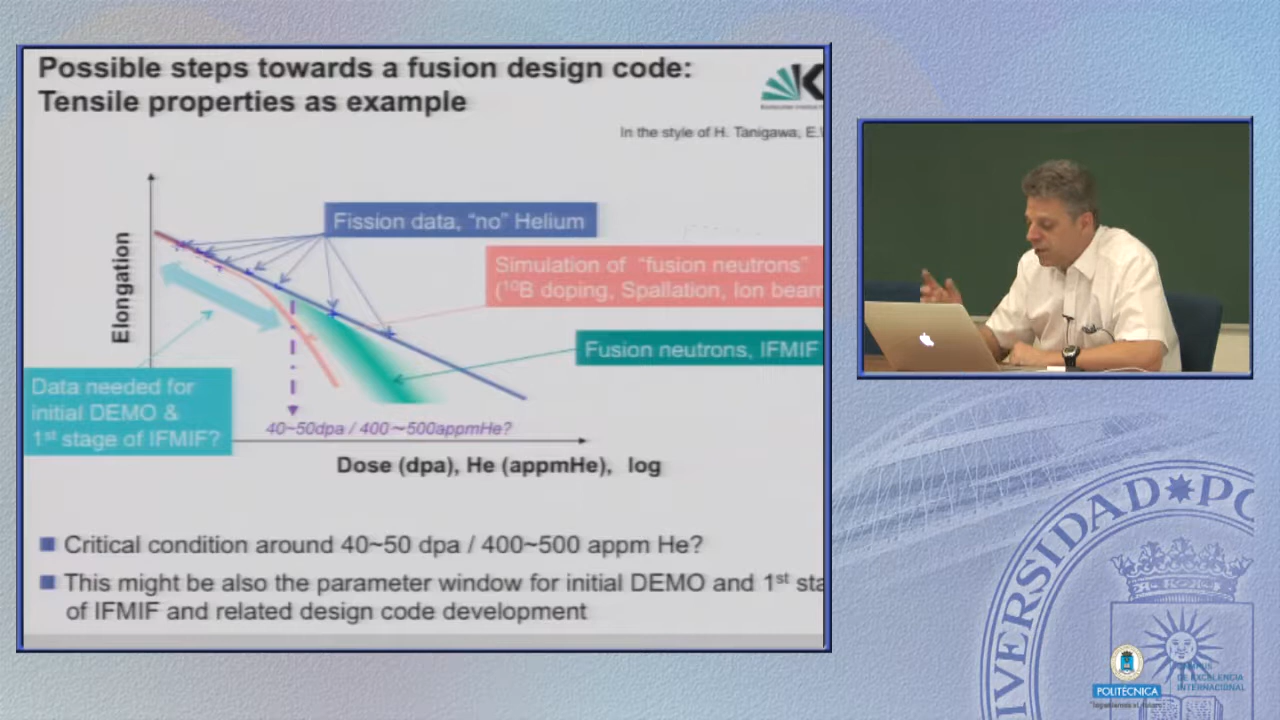 Possible steps towards a fusion design code:
Tensile properties as example
In the style of H. Tanigawa, E.
Fission data, "no" Helium
Simulation of "fusion neutrons"
(¹⁰B doping, Spallation, Ion beam
Fusion neutrons, IFMIF
Elongation
Data needed for
initial DEMO &
1st stage of IFMIF?
40~50dpa / 400~500appmHe?
Dose (dpa), He (appmHe), log
■ Critical condition around 40~50 dpa / 400~500 appm He?
■ This might be also the parameter window for initial DEMO and 1st sta
of IFMIF and related design code development
UNIVERSIDAD PO
POLITÉCNICA
DE EXCELENCIA
INTERNACIONAL